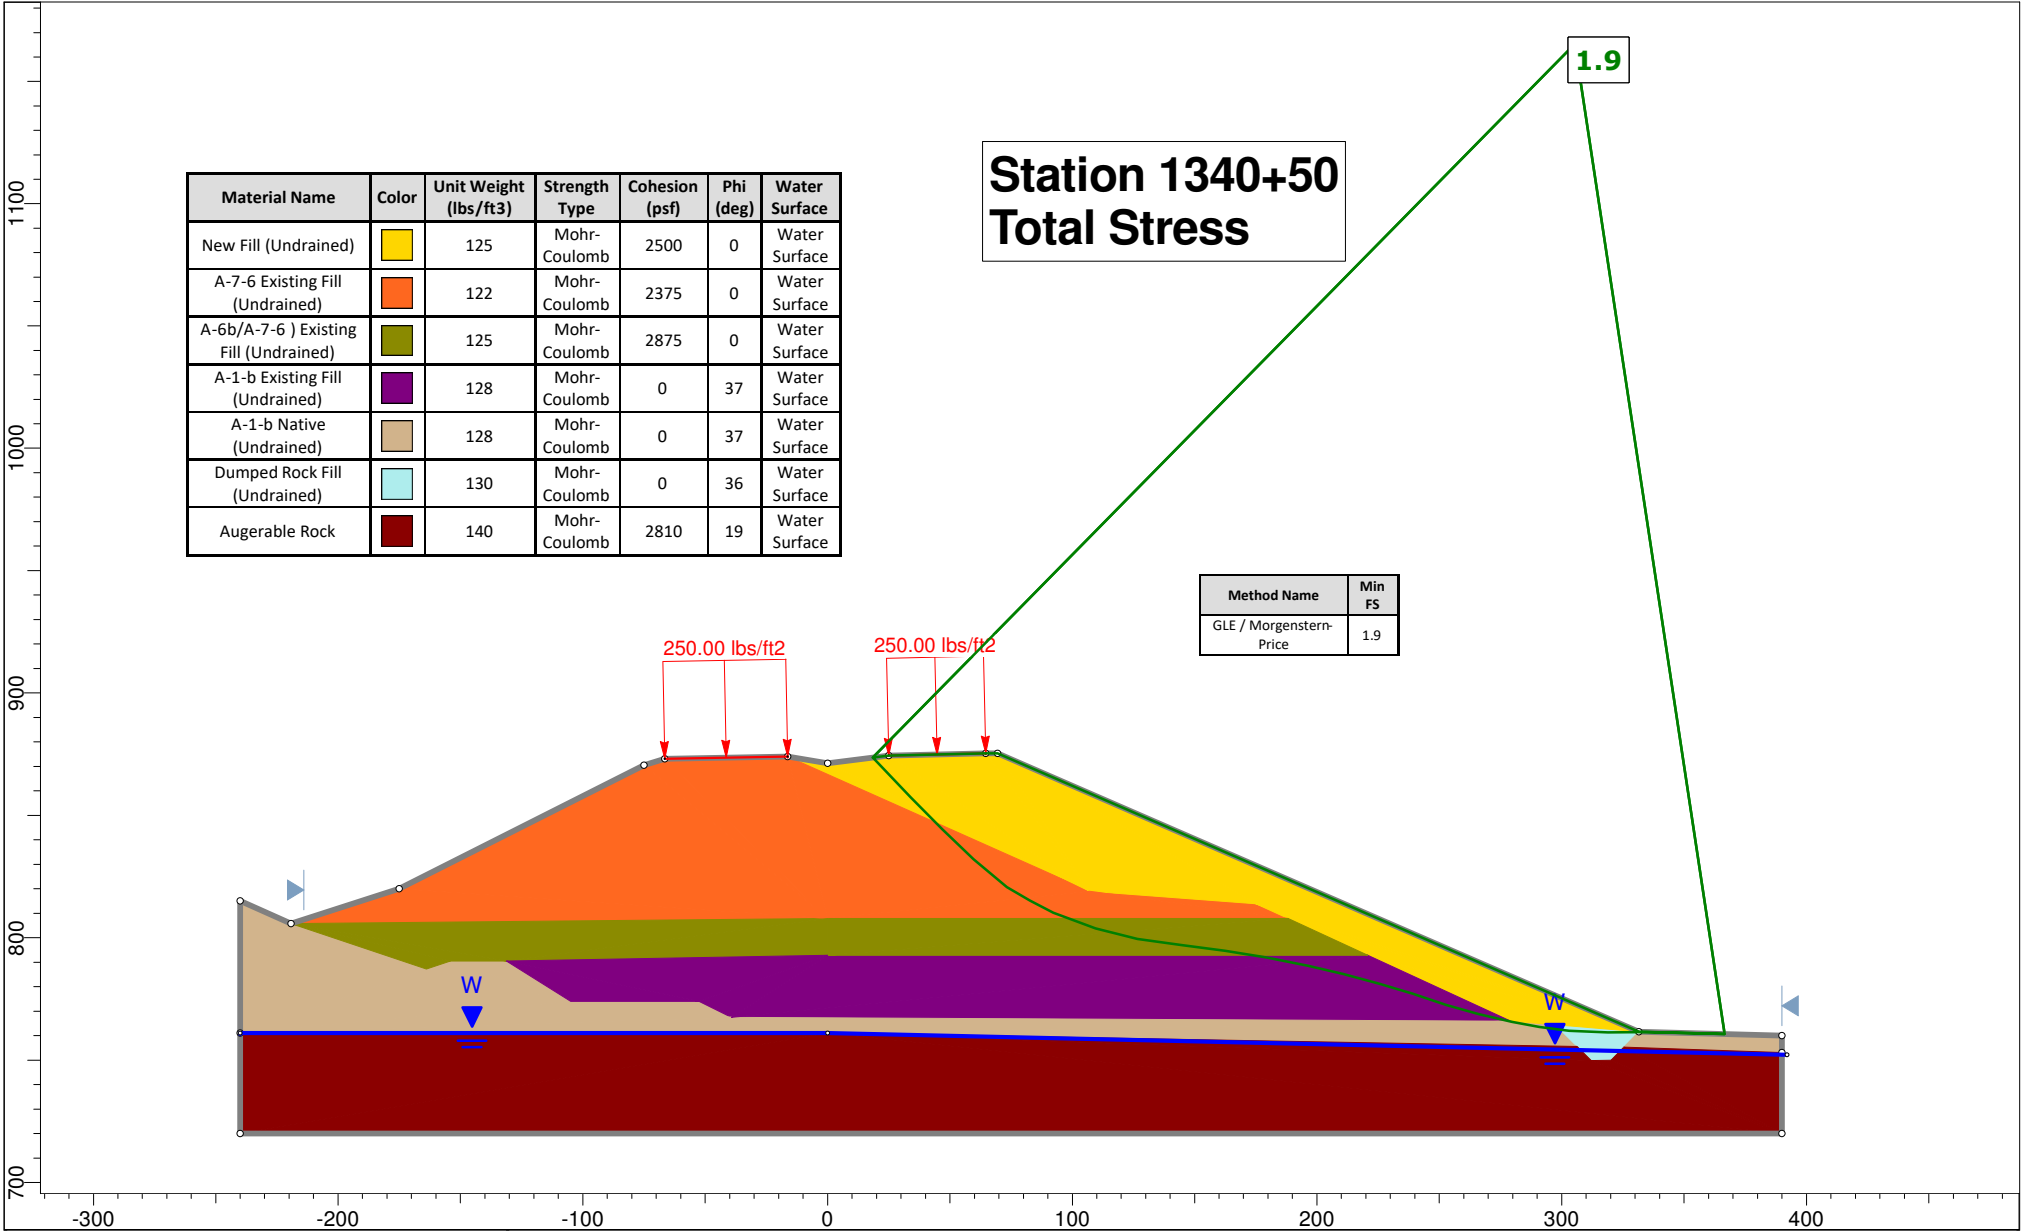 1.9
Station 1340+50
Total Stress
Material Name Color Unit Weight (lbs/ft3) Strength Type Cohesion (psf) Phi (deg) Water Surface
New Fill (Undrained) 125 Mohr-Coulomb 2500 0 Water Surface
A-7-6 Existing Fill (Undrained) 122 Mohr-Coulomb 2375 0 Water Surface
A-6b/A-7-6 ) Existing Fill (Undrained) 125 Mohr-Coulomb 2875 0 Water Surface
A-1-b Existing Fill (Undrained) 128 Mohr-Coulomb 0 37 Water Surface
A-1-b Native (Undrained) 128 Mohr-Coulomb 0 37 Water Surface
Dumped Rock Fill (Undrained) 130 Mohr-Coulomb 0 36 Water Surface
Augerable Rock 140 Mohr-Coulomb 2810 19 Water Surface
Method Name Min FS
GLE / Morgenstern-Price 1.9
250.00 lbs/ft2
250.00 lbs/ft2
W
W
1100
1000
900
800
700
-300 -200 -100 0 100 200 300 400